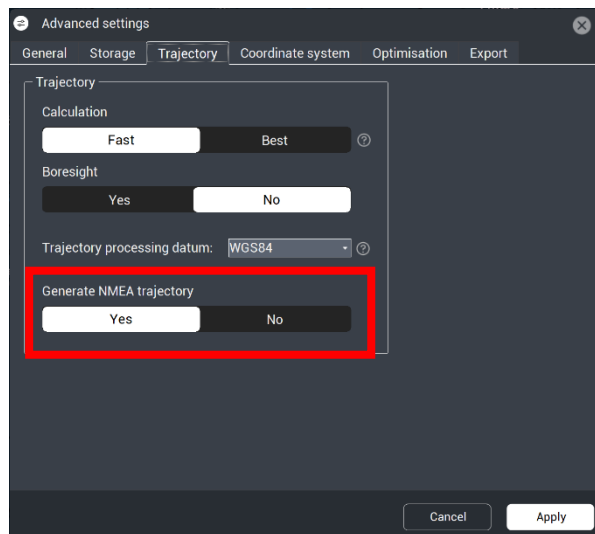 Advanced settings
General Storage Trajectory Coordinate system Optimisation Export
Trajectory
Calculation
Fast Best
Boresight
Yes No
Trajectory processing datum: WGS84
Generate NMEA trajectory
Yes No
Cancel Apply